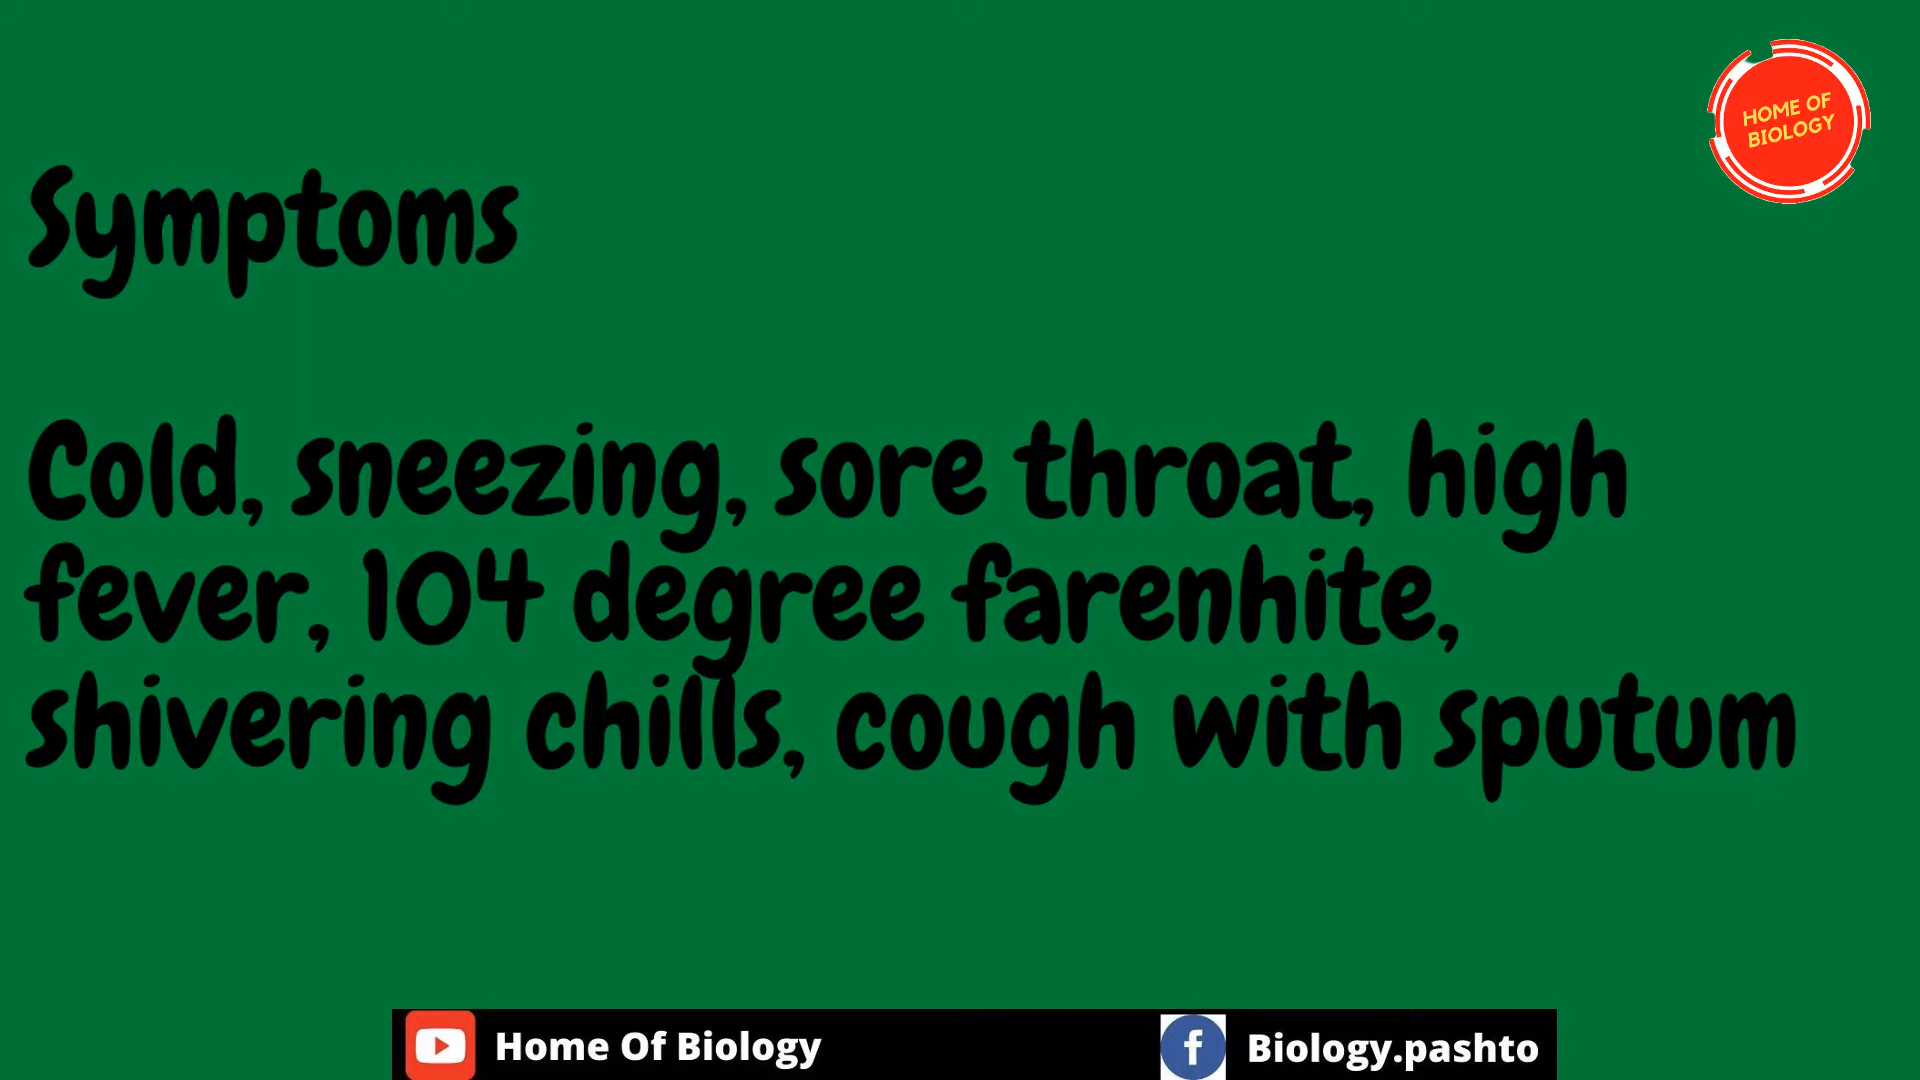 HOME OF
BIOLOGY
Symptoms
Cold, sneezing, sore throat, high
fever, 104 degree farenhite,
shivering chills, cough with sputum
Home Of Biology
Biology.pashto